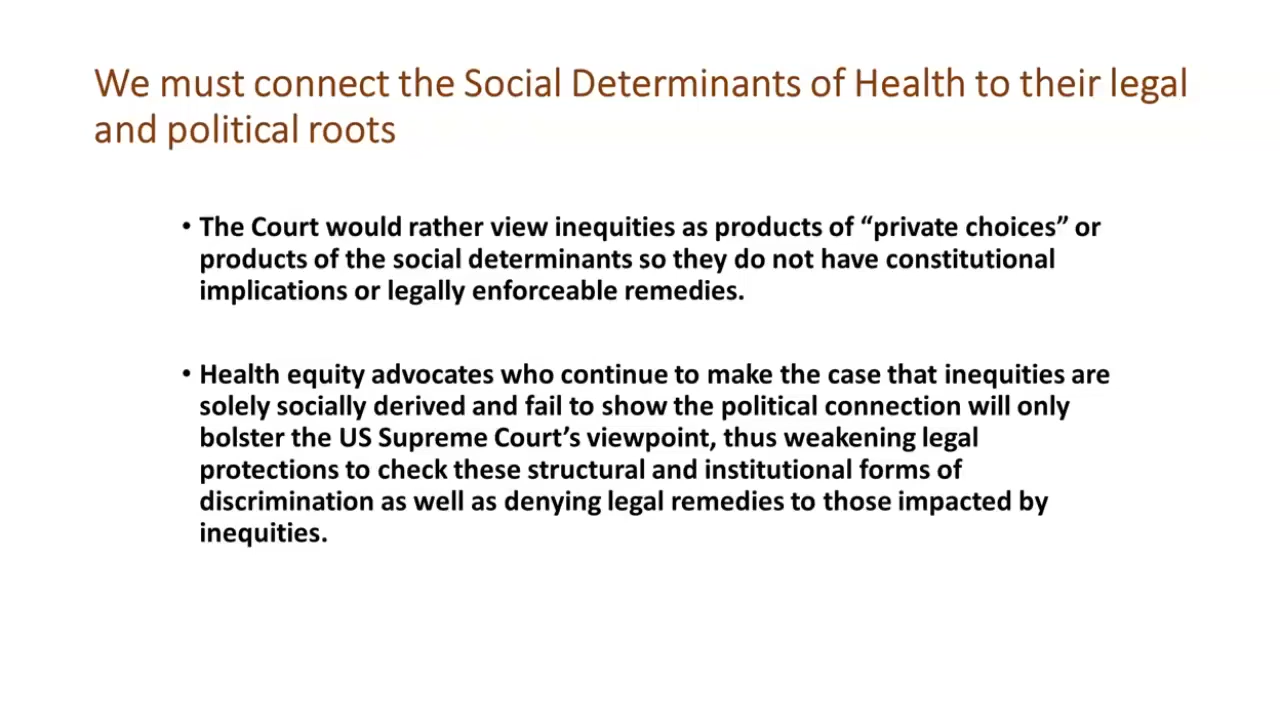 We must connect the Social Determinants of Health to their legal
and political roots
• The Court would rather view inequities as products of “private choices” or
products of the social determinants so they do not have constitutional
implications or legally enforceable remedies.
• Health equity advocates who continue to make the case that inequities are
solely socially derived and fail to show the political connection will only
bolster the US Supreme Court’s viewpoint, thus weakening legal
protections to check these structural and institutional forms of
discrimination as well as denying legal remedies to those impacted by
inequities.